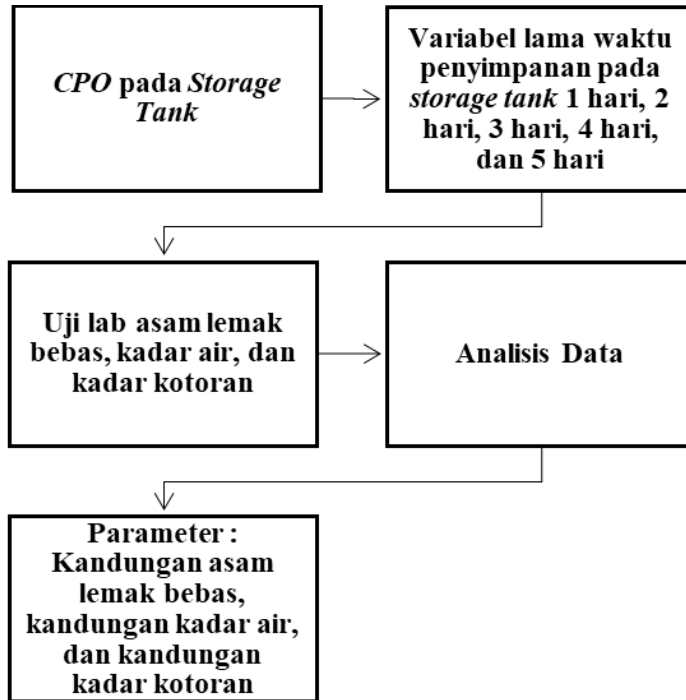 CPO pada Storage
Tank
Variabel lama waktu
penyimpanan pada
storage tank 1 hari, 2
hari, 3 hari, 4 hari,
dan 5 hari
Uji lab asam lemak
bebas, kadar air, dan
kadar kotoran
Analisis Data
Parameter :
Kandungan asam
lemak bebas,
kandungan kadar air,
dan kandungan
kadar kotoran